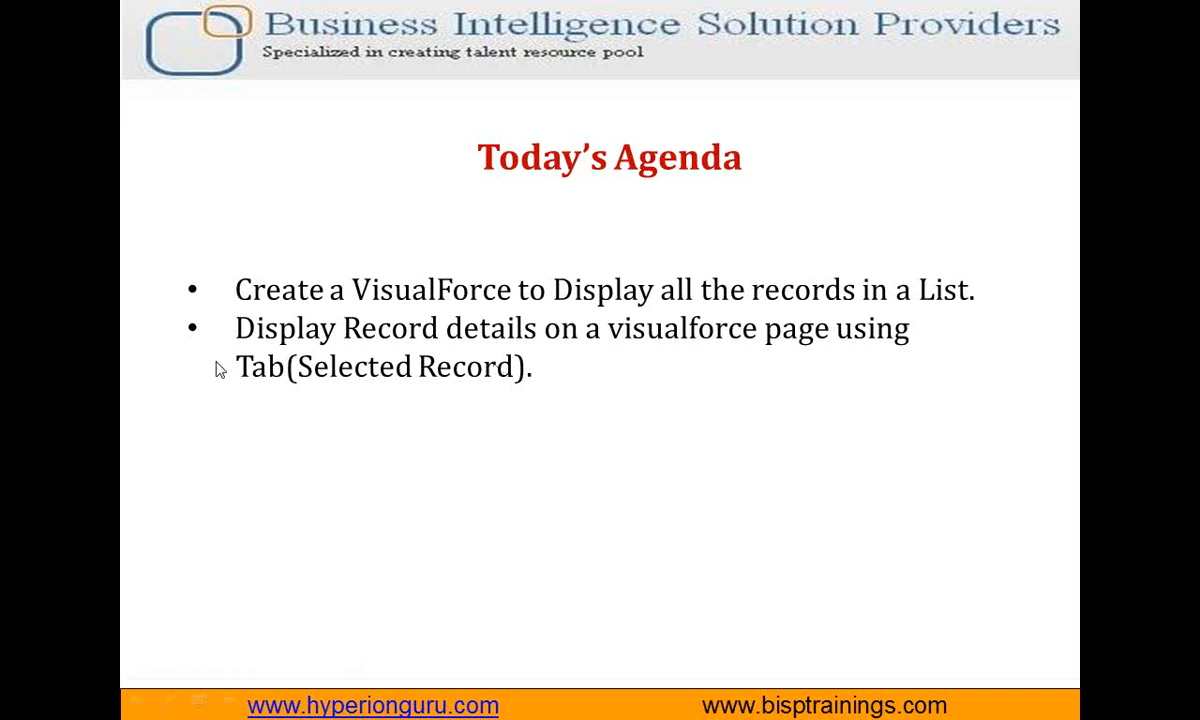 Business Intelligence Solution Providers
Specialized in creating talent resource pool
Today's Agenda
• Create a VisualForce to Display all the records in a List.
• Display Record details on a visualforce page using
Tab(Selected Record).
www.hyperionguru.com www.bisptrainings.com